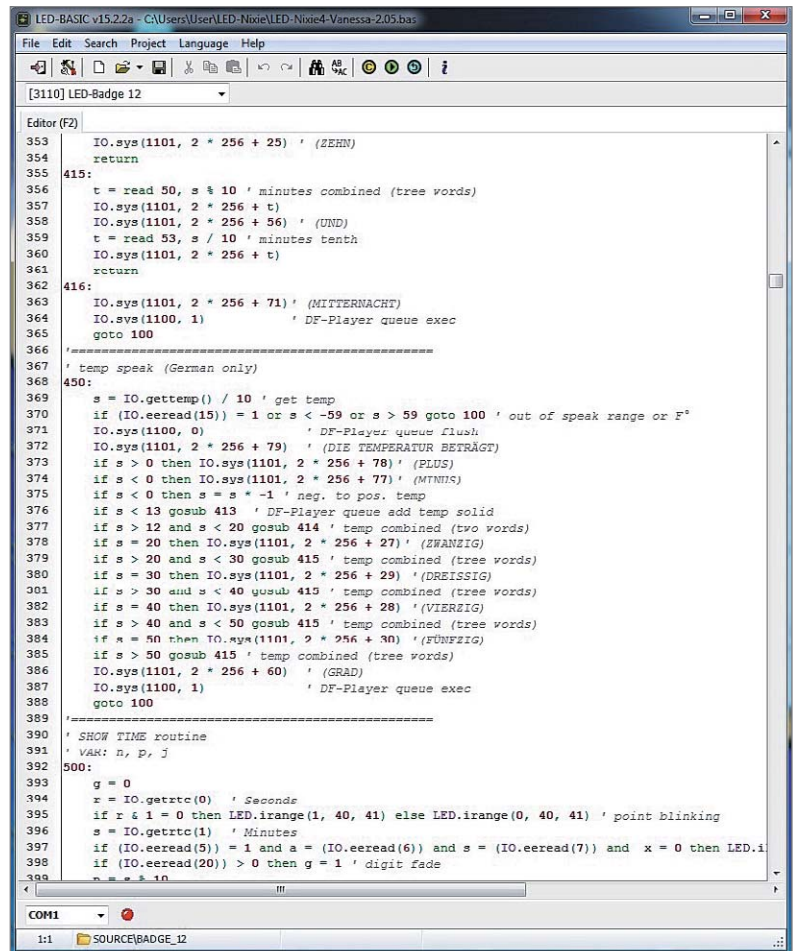 LED-BASIC v15.2.2a - C:\Users\User\LED-Nixie\LED-Nixie4-Vanessa-2.05.bas
File Edit Search Project Language Help
[3110] LED-Badge 12
Editor (F2)
353 IO.sys(1101, 2 * 256 + 25) ' (ZEHN)
354 return
355 415:
356 t = read 50, s % 10 ' minutes combined (tree words)
357 IO.sys(1101, 2 * 256 + t)
358 IO.sys(1101, 2 * 256 + 56) ' (UND)
359 t = read 53, s / 10 ' minutes tenth
360 IO.sys(1101, 2 * 256 + t)
361 return
362 416:
363 IO.sys(1101, 2 * 256 + 71)' (MITTERNACHT)
364 IO.sys(1100, 1) ' DF-Player queue exec
365 goto 100
366 '===================================================
367 ' temp speak (German only)
368 450:
369 s = IO.gettemp() / 10 ' get temp
370 if (IO.eeread(15)) = 1 or s < -59 or s > 59 goto 100 ' out of speak range or F°
371 IO.sys(1100, 0) ' DF-Player queue flush
372 IO.sys(1101, 2 * 256 + 79) ' (DIE TEMPERATUR BETRÄGT)
373 if s > 0 then IO.sys(1101, 2 * 256 + 78)' (PLUS)
374 if s < 0 then IO.sys(1101, 2 * 256 + 77)' (MINUS)
375 if s < 0 then s = s * -1 ' neg. to pos. temp
376 if s < 13 gosub 413 ' DF-Player queue add temp solid
377 if s > 12 and s < 20 gosub 414 ' temp combined (two words)
378 if s = 20 then IO.sys(1101, 2 * 256 + 27)' (ZWANZIG)
379 if s > 20 and s < 30 gosub 415 ' temp combined (tree words)
380 if s = 30 then IO.sys(1101, 2 * 256 + 29) '(DREISSIG)
381 if s > 30 and s < 40 gosub 415 ' temp combined (tree words)
382 if s = 40 then IO.sys(1101, 2 * 256 + 28) '(VIERZIG)
383 if s > 40 and s < 50 gosub 415 ' temp combined (tree words)
384 if s = 50 then IO.sys(1101, 2 * 256 + 30) '(FÜNFZIG)
385 if s > 50 gosub 415 ' temp combined (tree words)
386 IO.sys(1101, 2 * 256 + 60) ' (GRAD)
387 IO.sys(1100, 1) ' DF-Player queue exec
388 goto 100
389 '===================================================
390 ' SHOW TIME routine
391 ' VAR: n, p, j
392 500:
393 g = 0
394 r = IO.getrtc(0) ' Seconds
395 if r & 1 = 0 then LED.irange(1, 40, 41) else LED.irange(0, 40, 41) ' point blinking
396 s = IO.getrtc(1) ' Minutes
397 if (IO.eeread(5)) = 1 and a = (IO.eeread(6)) and s = (IO.eeread(7)) and x = 0 then LED.i
398 if (IO.eeread(20)) > 0 then g = 1 ' digit fade
399 n = s % 10
COM1
1:1 SOURCE\BADGE_12